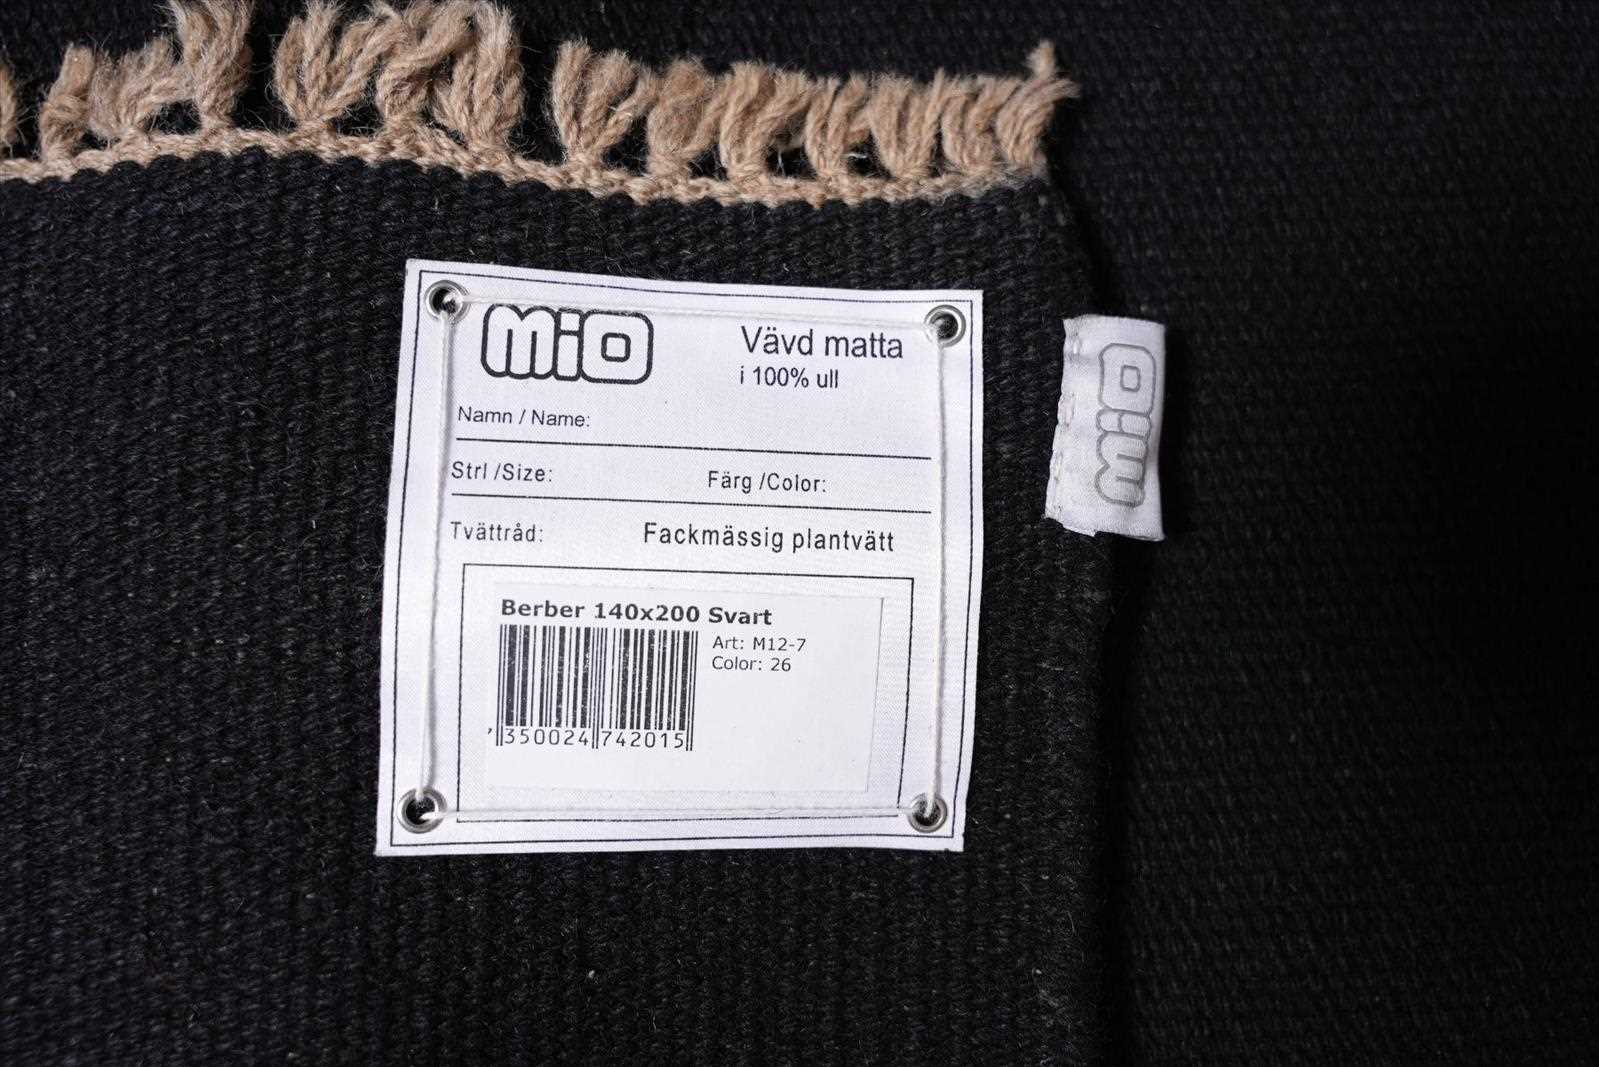 MiO
Vävd matta
i 100% ull
Namn / Name:
Strl /Size: Färg /Color:
Tvättråd: Fackmässig plantvätt
Berber 140x200 Svart
Art: M12-7
Color: 26
7 350024 742015
MiO